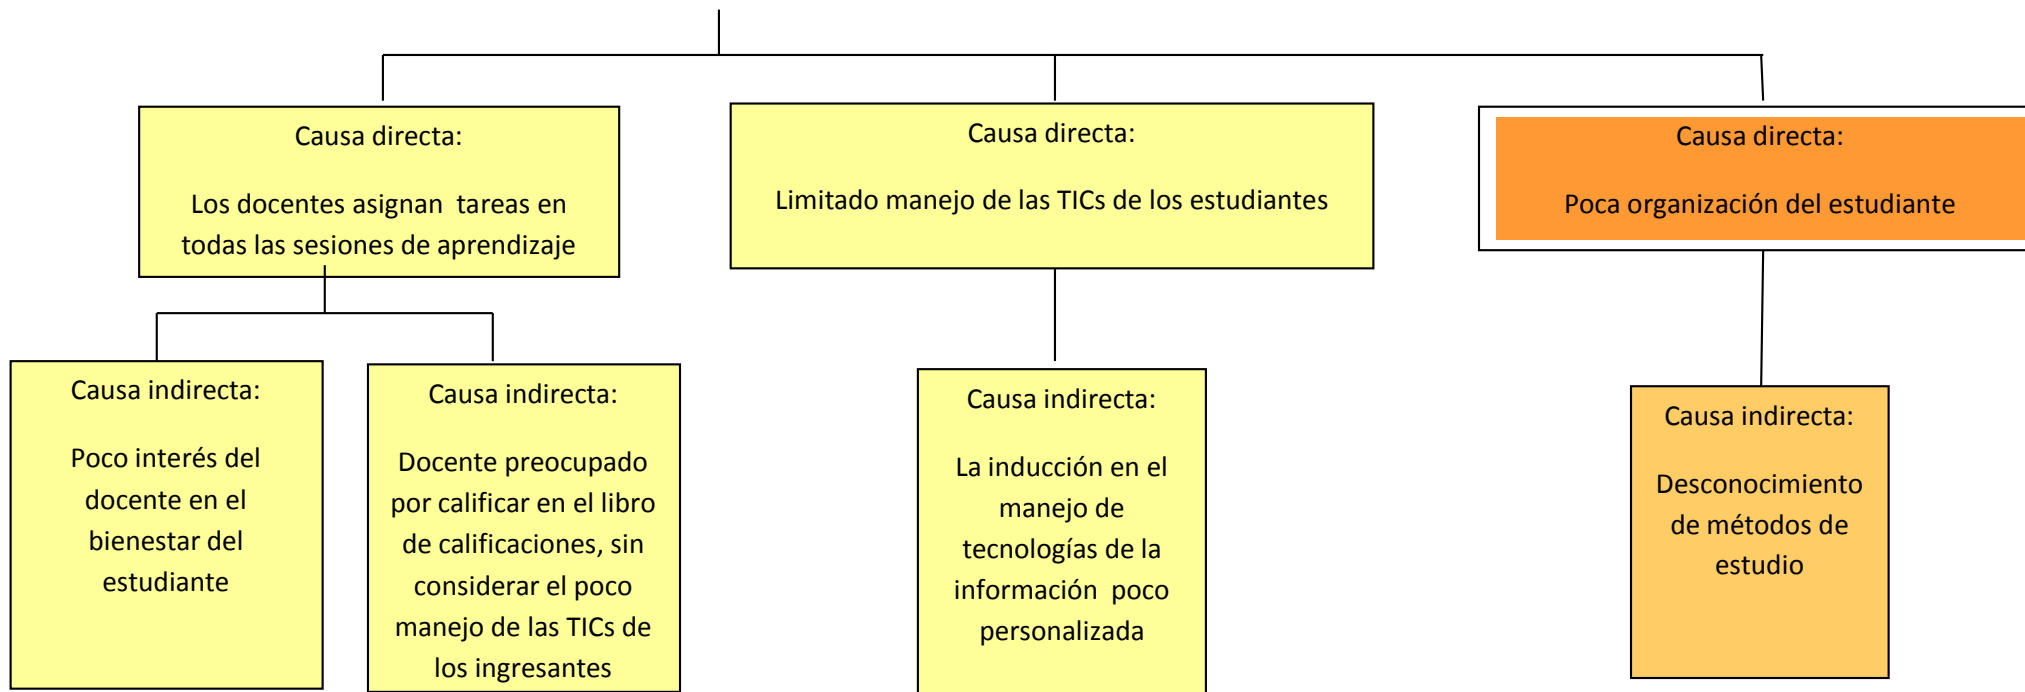 Causa directa:
Los docentes asignan tareas en
todas las sesiones de aprendizaje
Causa directa:
Limitado manejo de las TICs de los estudiantes
Causa directa:
Poca organización del estudiante
Causa indirecta:
Poco interés del
docente en el
bienestar del
estudiante
Causa indirecta:
Docente preocupado
por calificar en el libro
de calificaciones, sin
considerar el poco
manejo de las TICs de
los ingresantes
Causa indirecta:
La inducción en el
manejo de
tecnologías de la
información poco
personalizada
Causa indirecta:
Desconocimiento
de métodos de
estudio